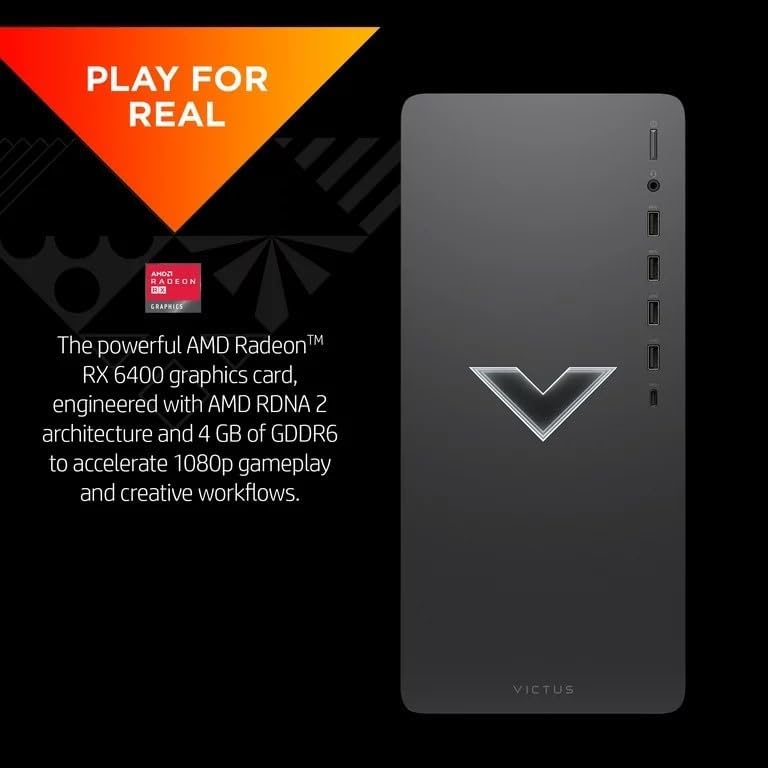 PLAY FOR
REAL
AMD
RADEON
RX
GRAPHICS
The powerful AMD Radeon™
RX 6400 graphics card,
engineered with AMD RDNA 2
architecture and 4 GB of GDDR6
to accelerate 1080p gameplay
and creative workflows.
VICTUS